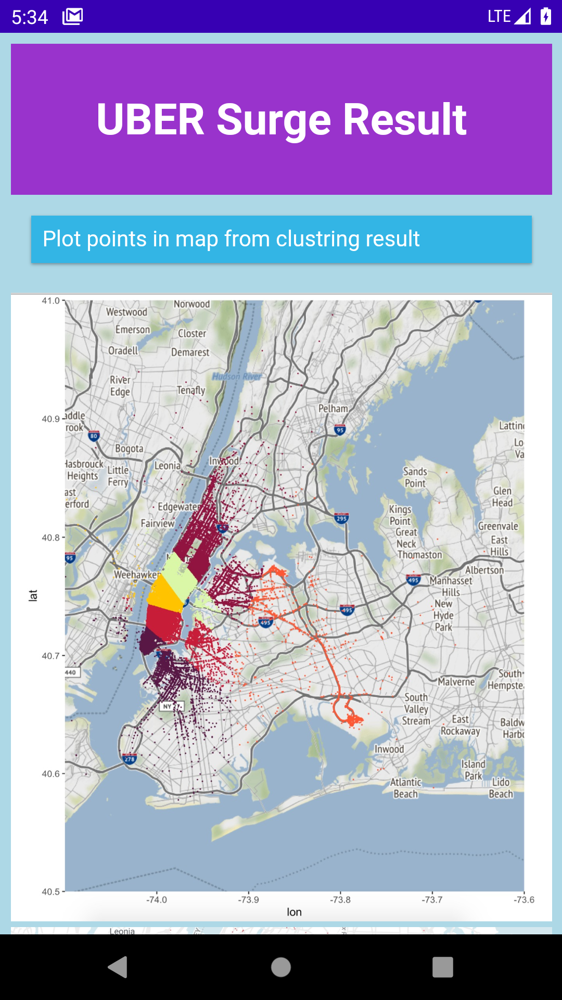 5:34
LTE
UBER Surge Result
Plot points in map from clustring result
41.0
Norwood
Westwood
Emerson
Closter
Oradell
Demarest
Hudson River
River
Edge
Tenafly
Pelham
40.9
addle
rook
95
80
Lattin
Bogota
Lo
Va
Inwood
Hasbrouck
Heights
Little
Ferry
Leonia
Sands
Point
ast
erford
Glen
Head
Edgewater
Kings
Point
295
Fairview
Greenvale
Great
Neck
40.8
East
Hills
Thomaston
95
Albertson
Weehawken
495
Manhasset
Hills
lat
495
New
Hyde
Park
495
40.7
440
South
Hempste
Malverne
NY 27
South
Valley
Stream
East
Rockaway
Baldw
Harbo
Inwood
278
Island
Park
40.6
Atlantic
Beach
Lido
Beach
40.5
-74.0
-73.9
-73.8
-73.7
-73.6
lon
Leonia